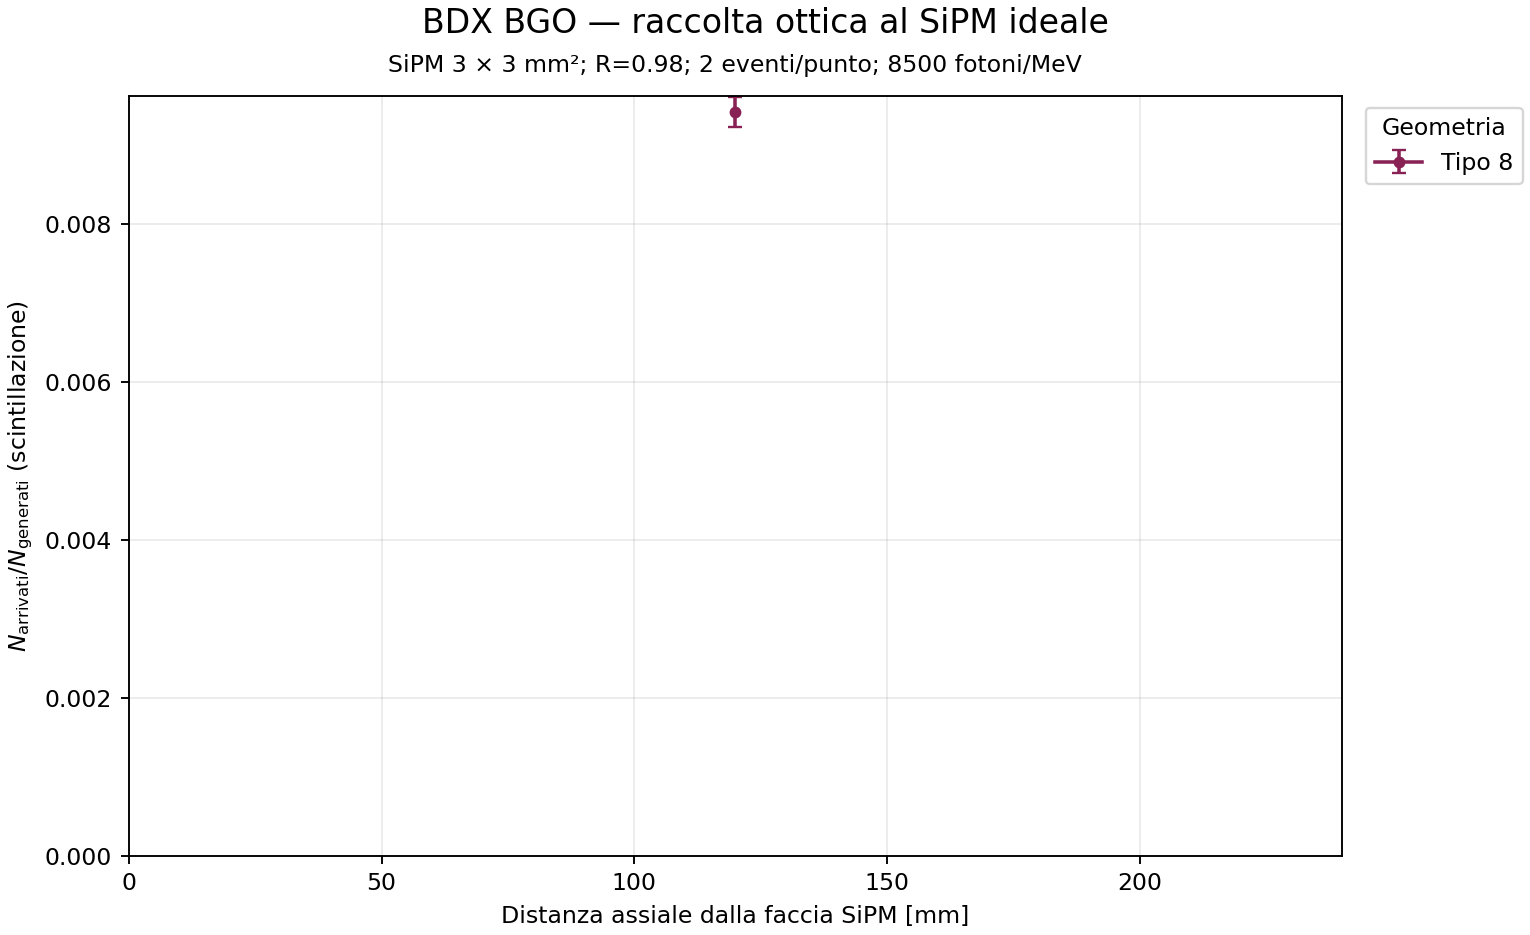 BDX BGO — raccolta ottica al SiPM ideale
SiPM 3 × 3 mm²; R=0.98; 2 eventi/punto; 8500 fotoni/MeV
Geometria
Tipo 8
N_arrivati/N_generati (scintillazione)
0.008
0.006
0.004
0.002
0.000
0
50
100
150
200
Distanza assiale dalla faccia SiPM [mm]